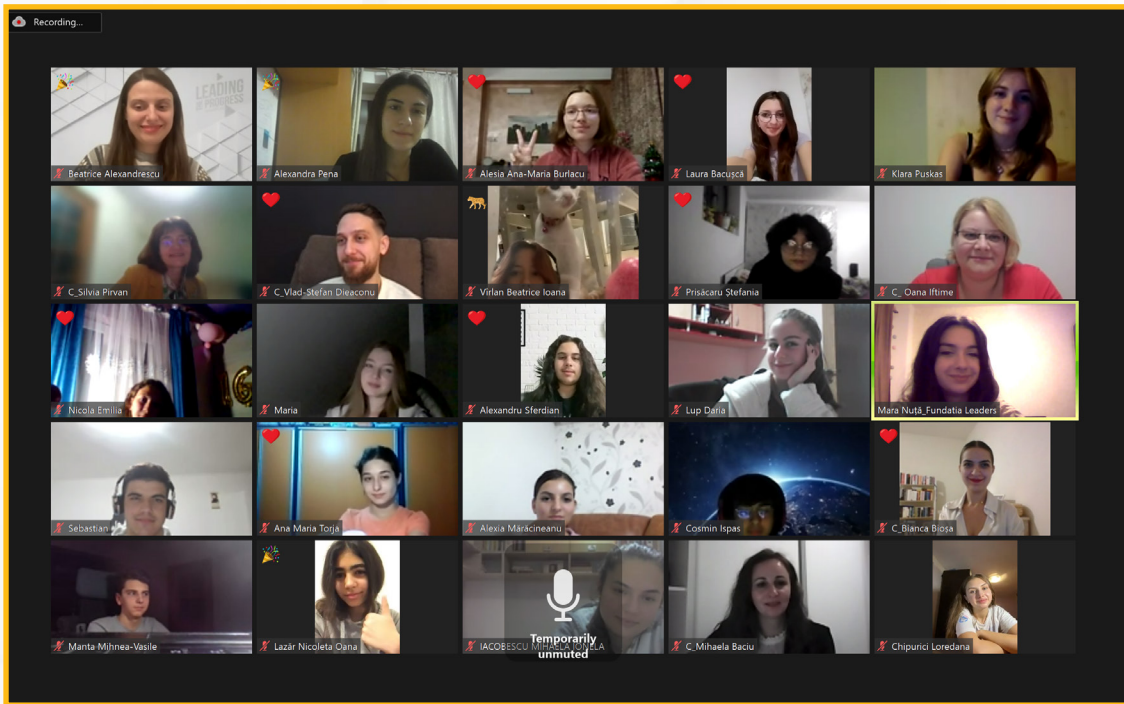 Recording...
LEADING
IS PROGRESS
Beatrice Alexandrescu
Alexandra Pena
Alesia Ana-Maria Burlacu
Laura Bacușcă
Klara Puskas
C_Silvia Pirvan
C_Vlad-Stefan Dieaconu
Virlan Beatrice Ioana
Prisăcaru Ștefania
C_ Oana Iftime
Nicola Emilia
Maria
Alexandru Sferdian
Lup Daria
Mara Nuță_Fundatia Leaders
Sebastian
Ana Maria Torja
Alexia Mărăcineanu
Cosmin Ispas
C_Bianca Bioșa
Manta Mihnea-Vasile
Lazăr Nicoleta Oana
IACOBESCU MIHAELA IONELA
Temporarily
unmuted
C_Mihaela Baciu
Chipurici Loredana